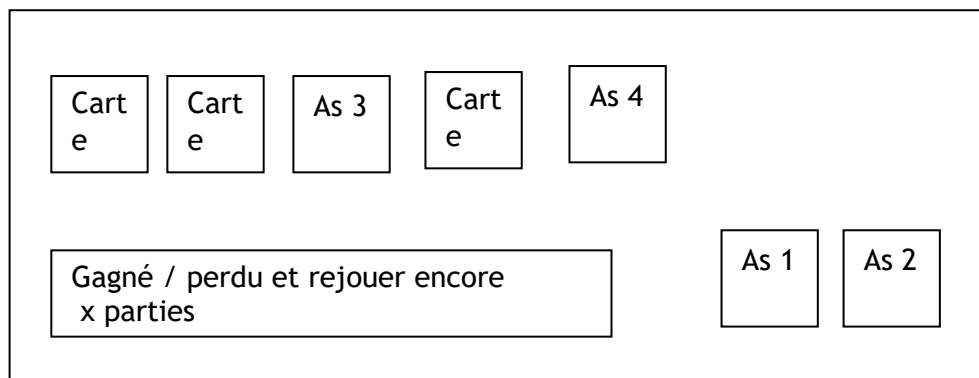 Cart
e
Cart
e
As 3
Cart
e
As 4
Gagné / perdu et rejouer encore
x parties
As 1
As 2